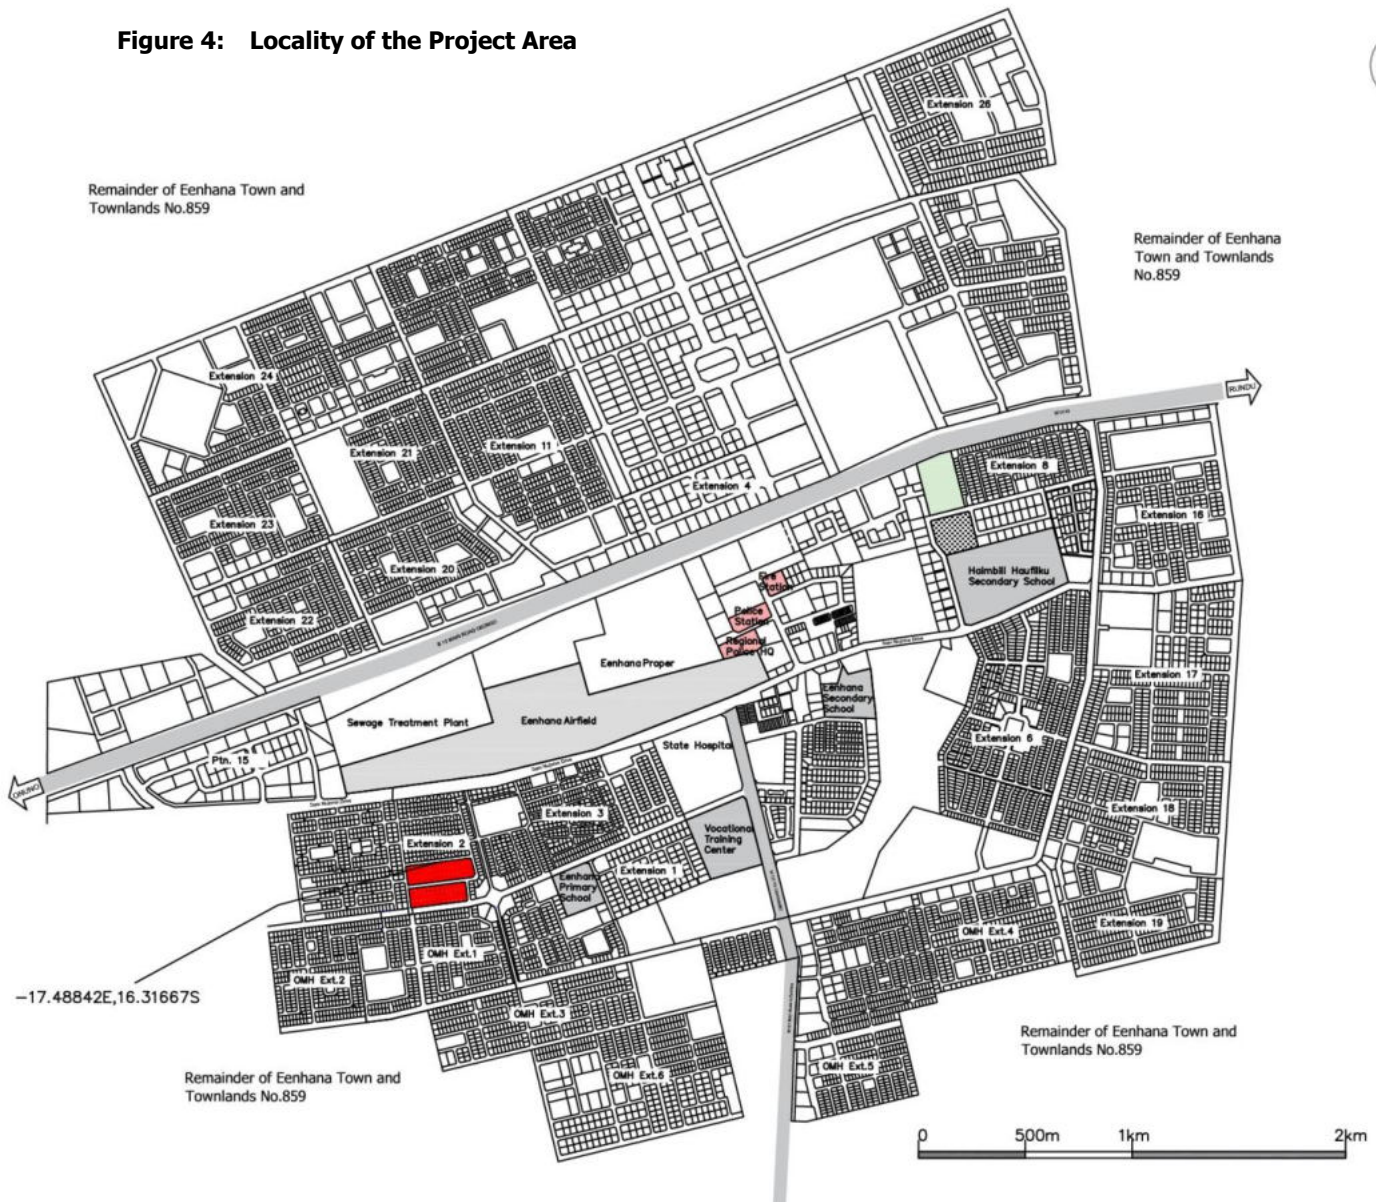 Figure 4: Locality of the Project Area
Extension 26
Remainder of Eenhana Town and
Townlands No.859
Remainder of Eenhana
Town and Townlands
No.859
Extension 24
RUNDU
Extension 21
Extension 11
Extension 4
Extension 8
Extension 23
Extension 16
Extension 20
Haimbili Haufiku
Secondary School
Fire
Station
Extension 22
Police
Station
Regional
Police HQ
Eenhana Proper
Extension 17
Eenhana
Secondary
School
Sewage Treatment Plant
Eenhana Airfield
Extension 6
State Hospital
Ptn. 15
ONUNO
Extension 18
Extension 3
Vocational
Training
Center
Extension 2
Extension 1
Eenhana
Primary
School
Extension 19
OMH Ext.4
OMH Ext.1
OMH Ext.2
-17.48842E,16.31667S
OMH Ext.3
Remainder of Eenhana Town and
Townlands No.859
OMH Ext.5
OMH Ext.6
Remainder of Eenhana Town and
Townlands No.859
0 500m 1km 2km